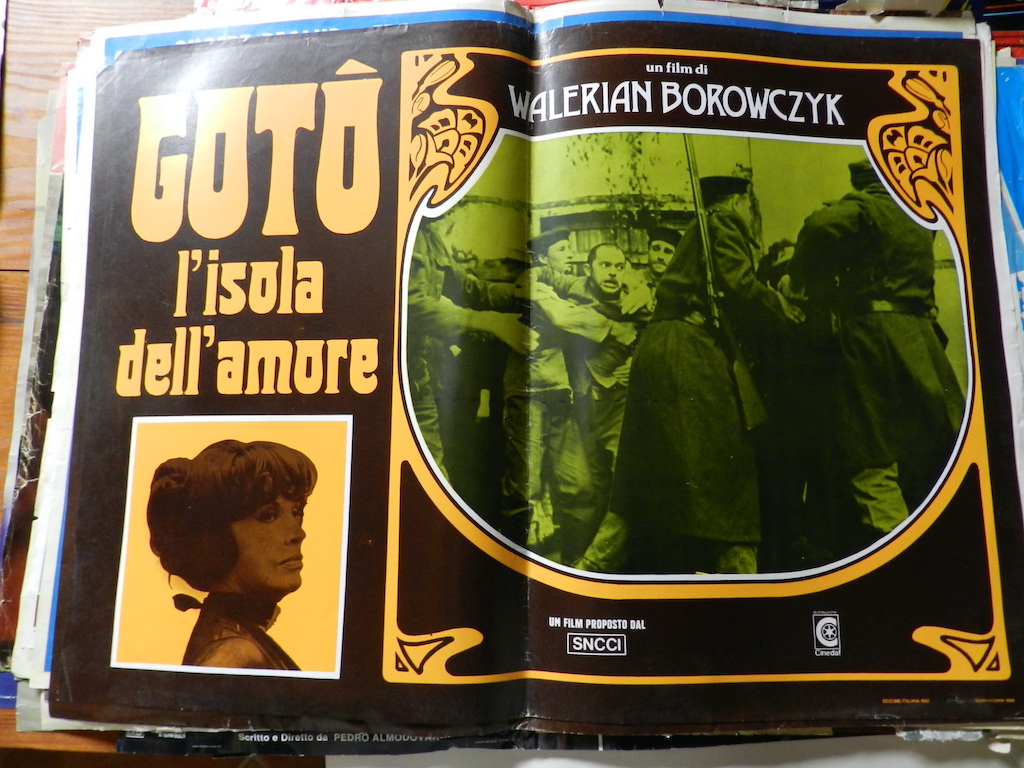 GOTÔ
l'isola
dell'amore
un film di
WALERIAN BOROWCZYK
UN FILM PROPOSTO DAL
SNCCI
Cinedaf
Scritto e Diretto da PEDRO ALMODOVAR